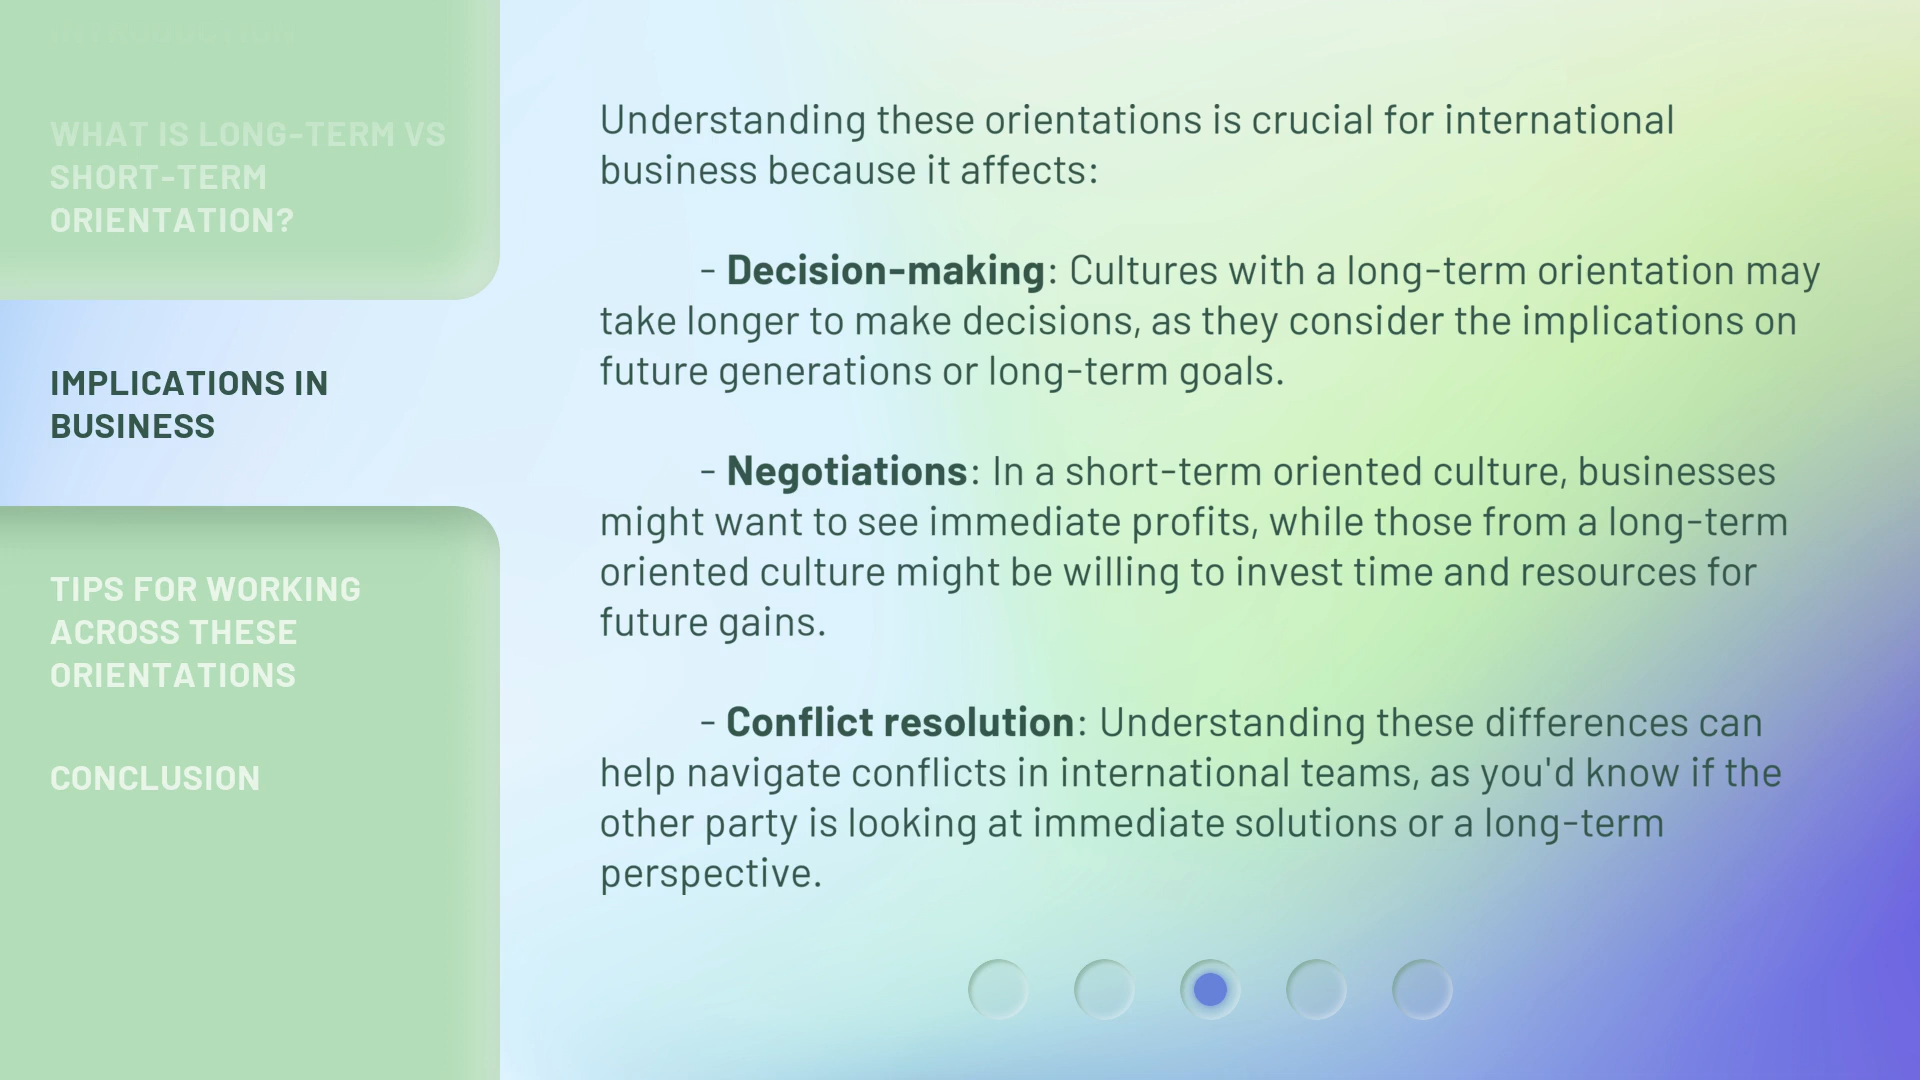 WHAT IS LONG-TERM VS
SHORT-TERM
ORIENTATION?
IMPLICATIONS IN
BUSINESS
TIPS FOR WORKING
ACROSS THESE
ORIENTATIONS
CONCLUSION
Understanding these orientations is crucial for international
business because it affects:
- Decision-making: Cultures with a long-term orientation may
take longer to make decisions, as they consider the implications on
future generations or long-term goals.
- Negotiations: In a short-term oriented culture, businesses
might want to see immediate profits, while those from a long-term
oriented culture might be willing to invest time and resources for
future gains.
- Conflict resolution: Understanding these differences can
help navigate conflicts in international teams, as you'd know if the
other party is looking at immediate solutions or a long-term
perspective.